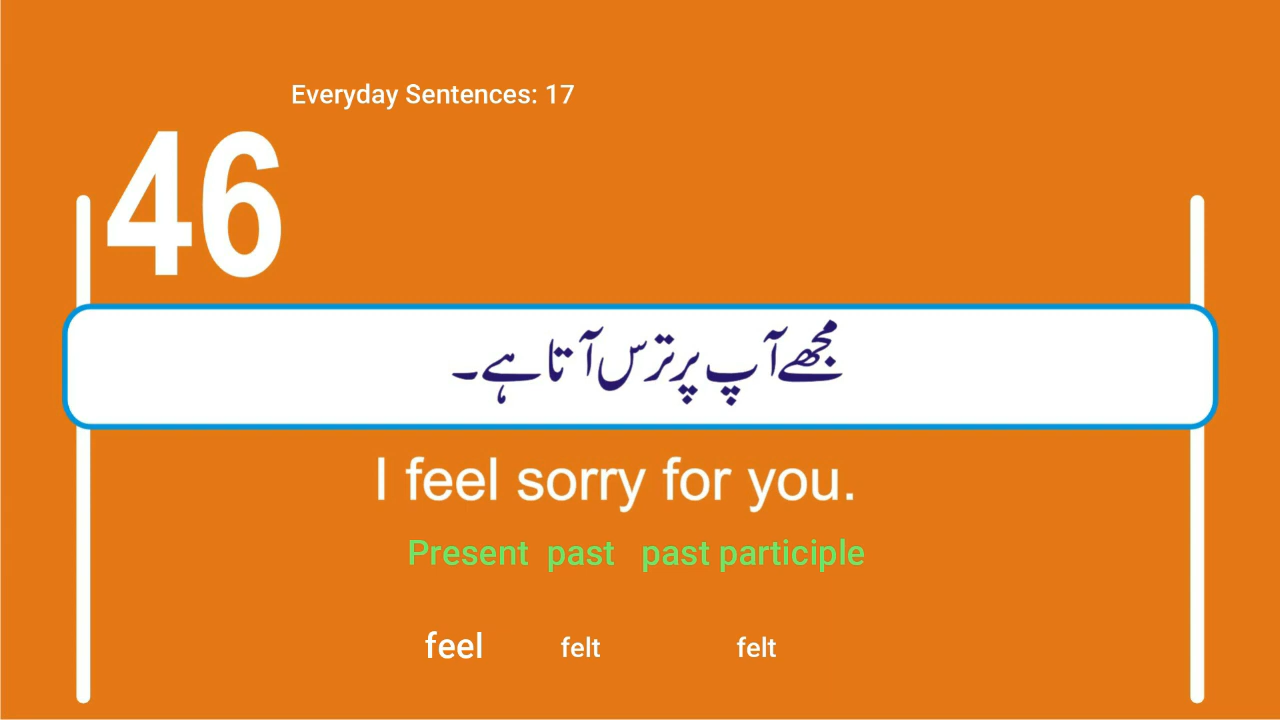 Everyday Sentences: 17
46
مجھے آپ پر ترس آتا ہے۔
I feel sorry for you.
Present past past participle
feel felt felt